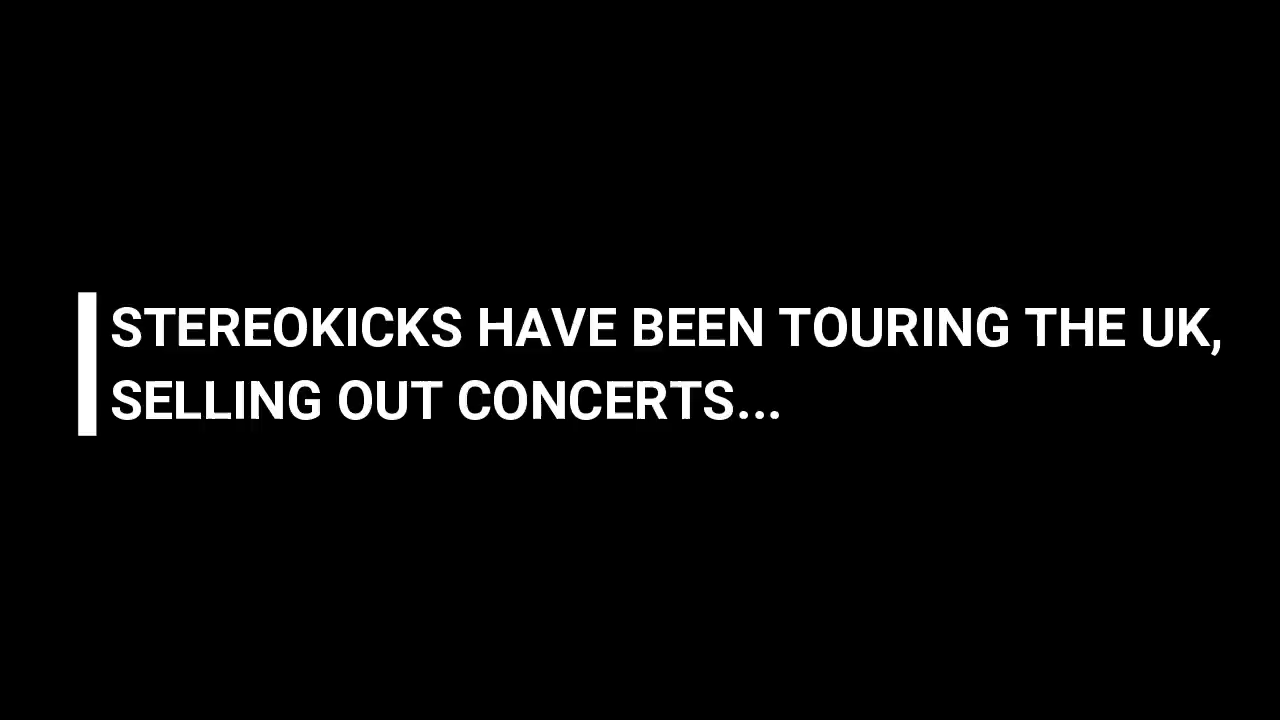 STEREOKICKS HAVE BEEN TOURING THE UK,
SELLING OUT CONCERTS...